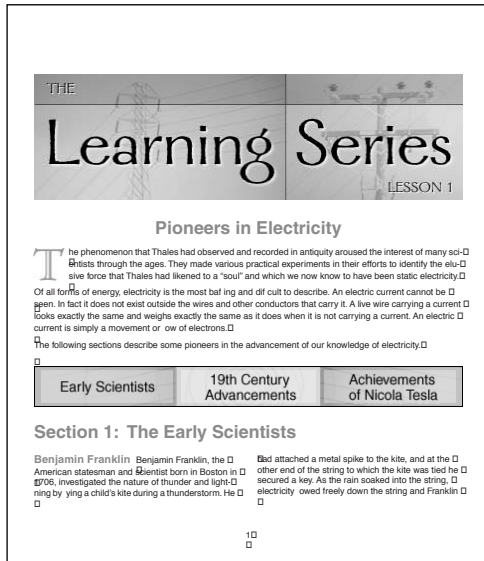 THE
Learning Series
LESSON 1
Pioneers in Electricity
The phenomenon that Thales had observed and recorded in antiquity aroused the interest of many sci-□
□
entists through the ages. They made various practical experiments in their efforts to identify the elu-□
sive force that Thales had likened to a “soul” and which we now know to have been static electricity.□
□
Of all forms of energy, electricity is the most baf ing and dif cult to describe. An electric current cannot be □
seen. In fact it does not exist outside the wires and other conductors that carry it. A live wire carrying a current □
looks exactly the same and weighs exactly the same as it does when it is not carrying a current. An electric □
current is simply a movement or ow of electrons.□
□
The following sections describe some pioneers in the advancement of our knowledge of electricity.□
□
Early Scientists
19th Century
Advancements
Achievements
of Nicola Tesla
Section 1: The Early Scientists
Benjamin Franklin Benjamin Franklin, the □
American statesman and scientist born in Boston in □
1706, investigated the nature of thunder and light-□
ning by ying a child's kite during a thunderstorm. He □
□
had attached a metal spike to the kite, and at the □
other end of the string to which the kite was tied he □
secured a key. As the rain soaked into the string, □
electricity owed freely down the string and Franklin □
□
1□
□